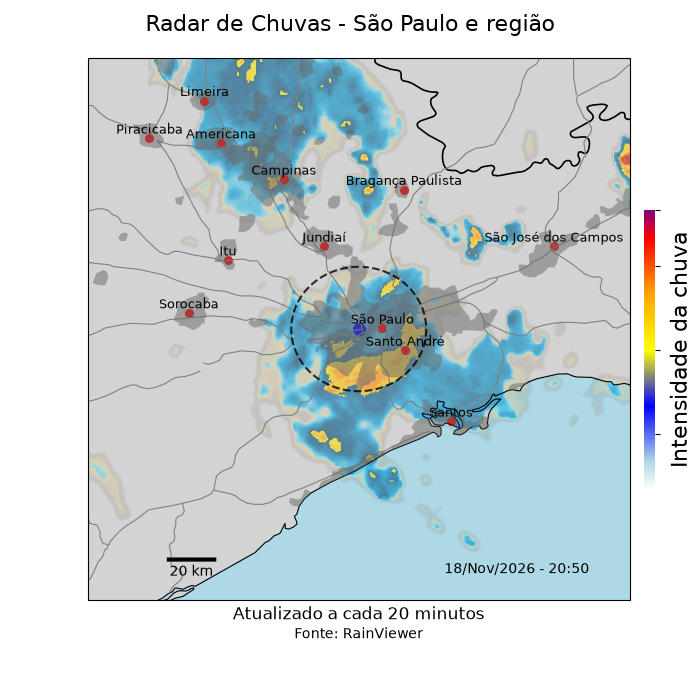 Radar de Chuvas - São Paulo e região
Limeira
Piracicaba
Americana
Campinas
Bragança Paulista
Itu
Jundiaí
São José dos Campos
Sorocaba
São Paulo
Santo André
Santos
20 km
18/Nov/2026 - 20:50
Intensidade da chuva
Atualizado a cada 20 minutos
Fonte: RainViewer